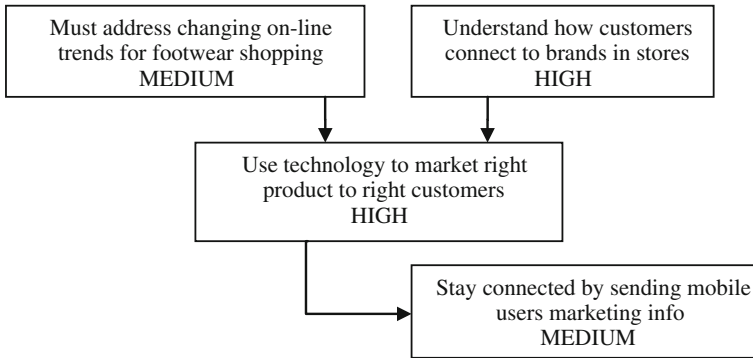 Must address changing on-line
trends for footwear shopping
MEDIUM
Understand how customers
connect to brands in stores
HIGH
Use technology to market right
product to right customers
HIGH
Stay connected by sending mobile
users marketing info
MEDIUM